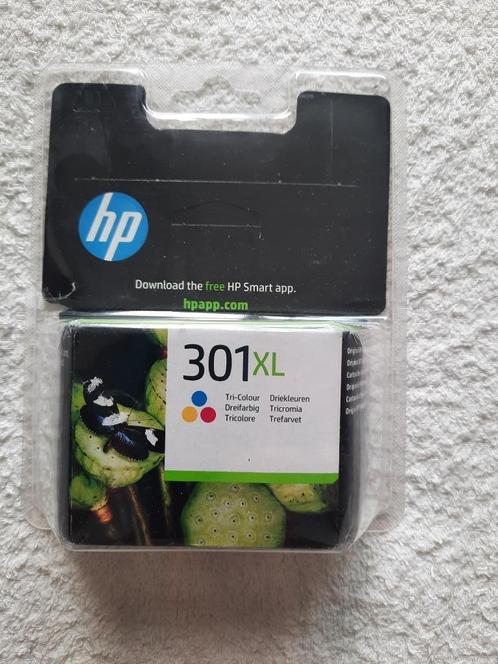 hp
Download the free HP Smart app.
hpapp.com
301XL
Tri-Colour Driekleuren
Dreifarbig Tricromia
Tricolore Trefarvet